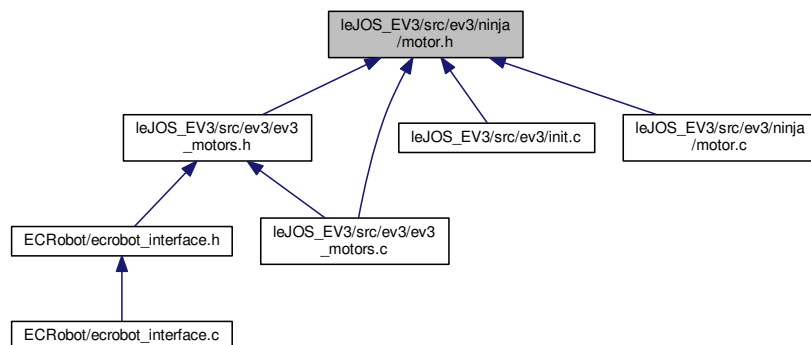 leJOS_EV3/src/ev3/ninja
/motor.h
leJOS_EV3/src/ev3/ev3
_motors.h
leJOS_EV3/src/ev3/init.c
leJOS_EV3/src/ev3/ninja
/motor.c
ECRobot/ecrobot_interface.h
leJOS_EV3/src/ev3/ev3
_motors.c
ECRobot/ecrobot_interface.c